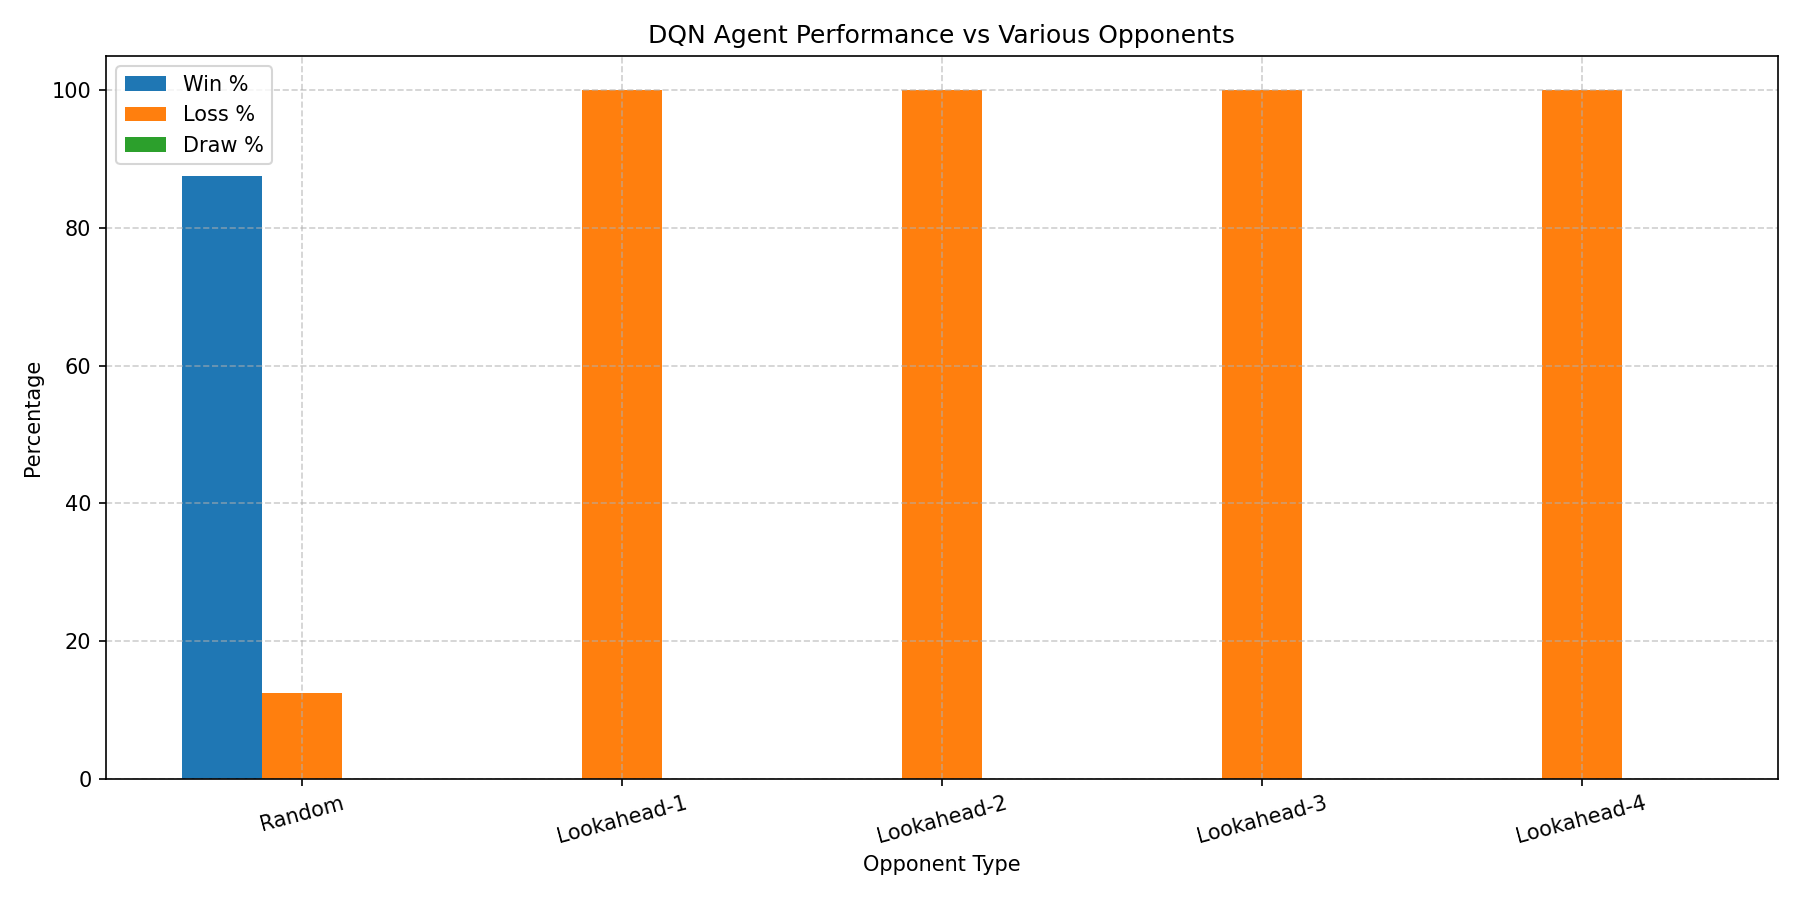 DQN Agent Performance vs Various Opponents
Win %
Loss %
Draw %
100
80
60
40
20
0
Percentage
Random
Lookahead-1
Lookahead-2
Lookahead-3
Lookahead-4
Opponent Type